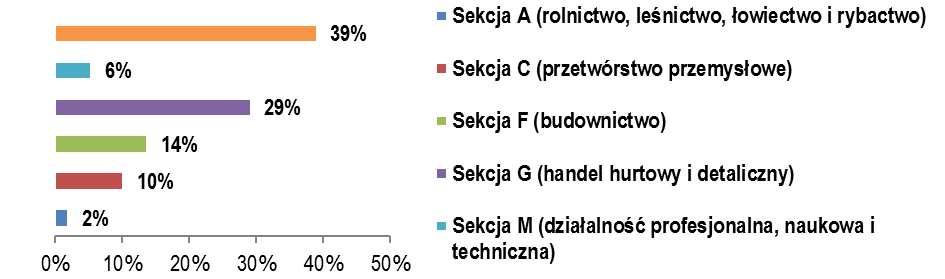 39%
6%
29%
14%
10%
2%
0% 10% 20% 30% 40% 50%
Sekcja A (rolnictwo, leśnictwo, łowiectwo i rybactwo)
Sekcja C (przetwórstwo przemysłowe)
Sekcja F (budownictwo)
Sekcja G (handel hurtowy i detaliczny)
Sekcja M (działalność profesjonalna, naukowa i
techniczna)